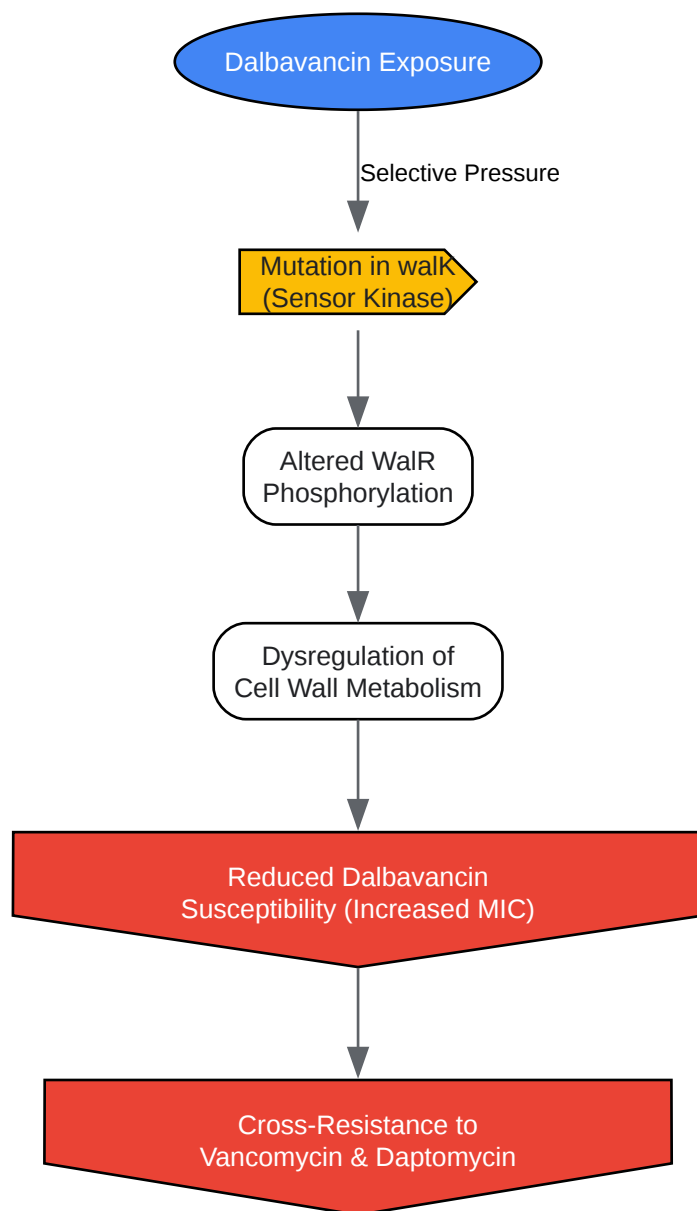 Dalbavancin Exposure
Selective Pressure
Mutation in walK
(Sensor Kinase)
Altered WalR
Phosphorylation
Dysregulation of
Cell Wall Metabolism
Reduced Dalbavancin
Susceptibility (Increased MIC)
Cross-Resistance to
Vancomycin & Daptomycin